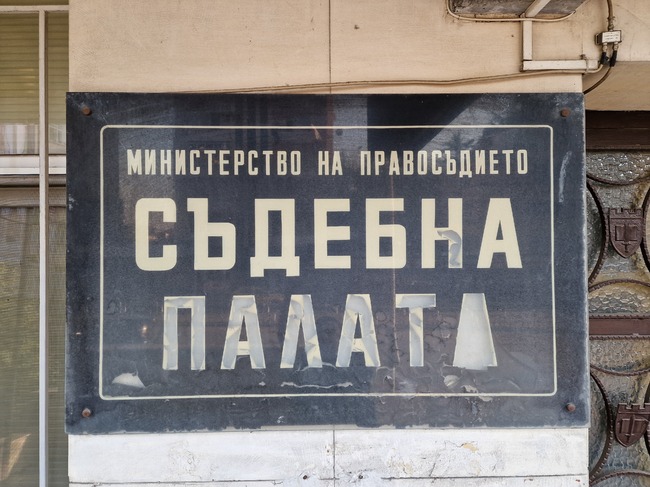 МИНИСТЕРСТВО НА ПРАВОСЪДИЕТО
СЪДЕБНА
ПАЛАТА